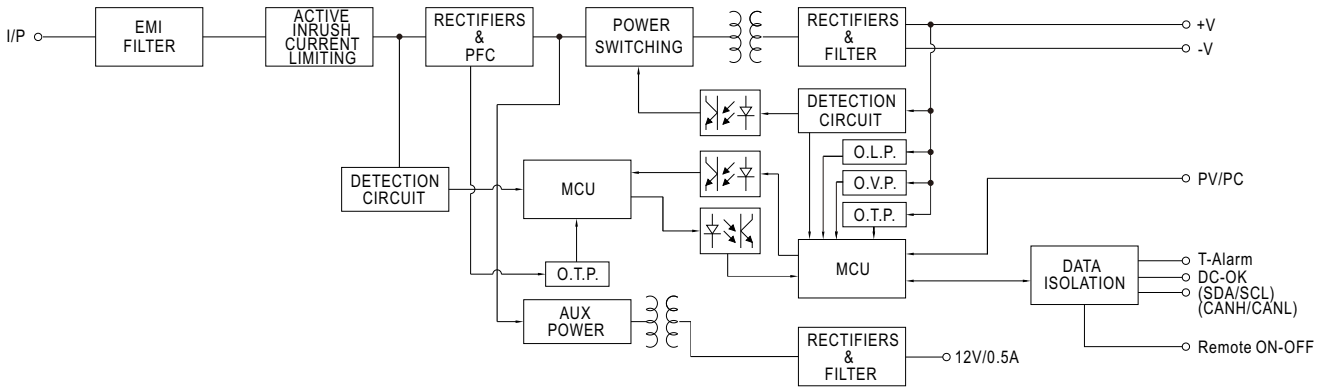 I/P
EMI
FILTER
ACTIVE
INRUSH
CURRENT
LIMITING
RECTIFIERS
&
PFC
POWER
SWITCHING
RECTIFIERS
&
FILTER
+V
-V
DETECTION
CIRCUIT
O.L.P.
O.V.P.
O.T.P.
PV/PC
DETECTION
CIRCUIT
MCU
O.T.P.
MCU
DATA
ISOLATION
T-Alarm
DC-OK
(SDA/SCL)
(CANH/CANL)
Remote ON-OFF
AUX
POWER
RECTIFIERS
&
FILTER
12V/0.5A